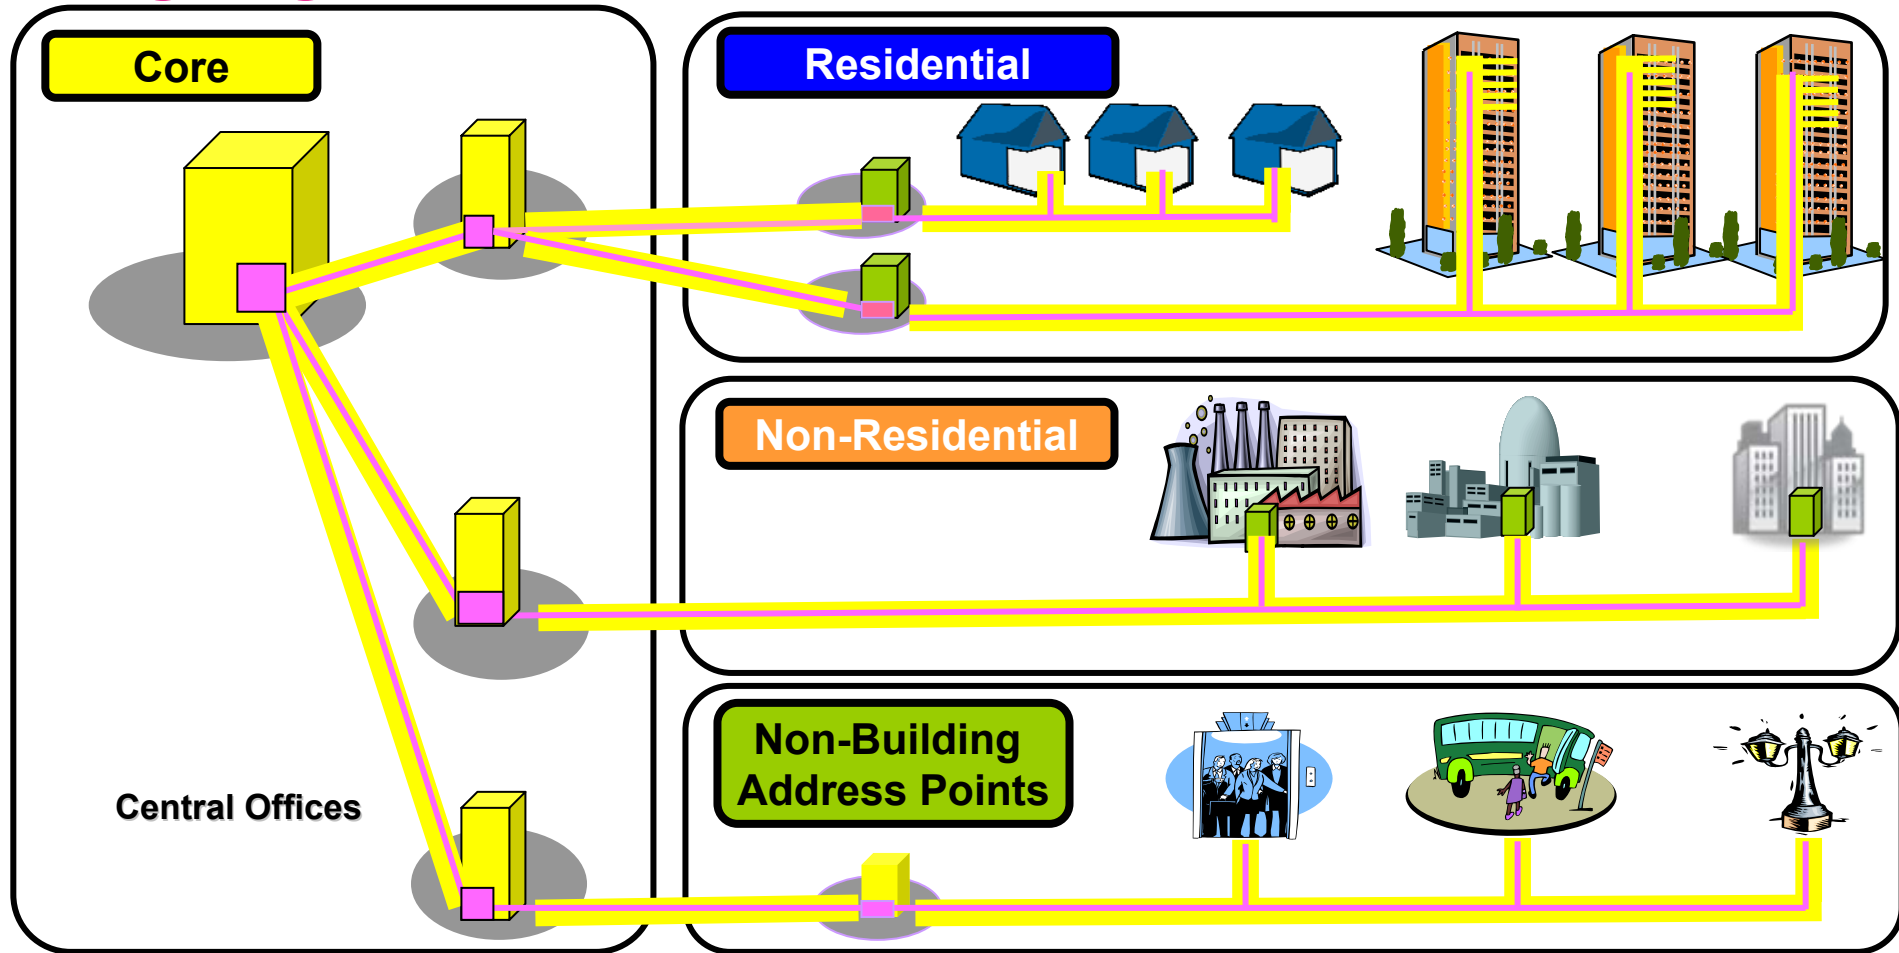 Core
Residential
Non-Residential
Non-Building
Address Points
Central Offices